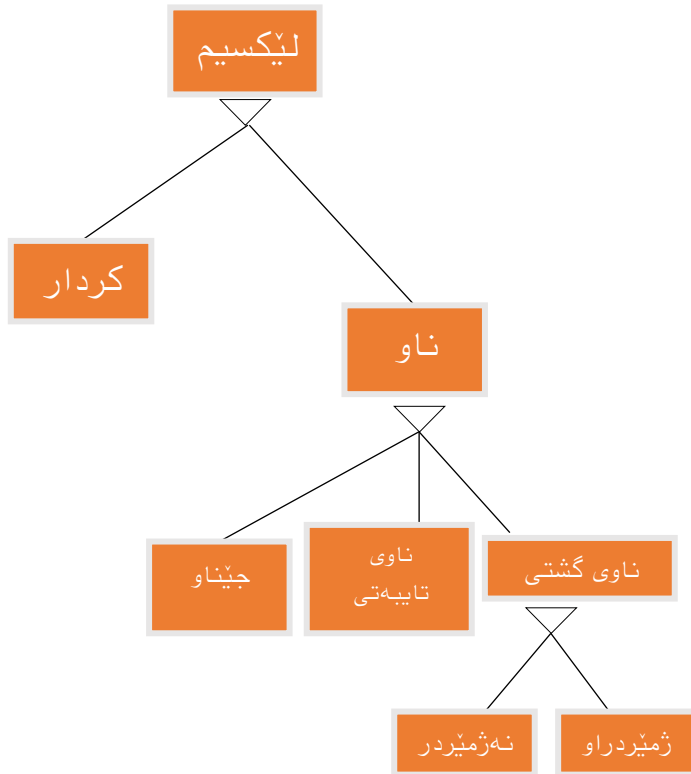 لێکسیم
کردار
ناو
جێناو
ناوی
تایبەتی
ناوی گشتی
ژمێردراو
نەژمێردر